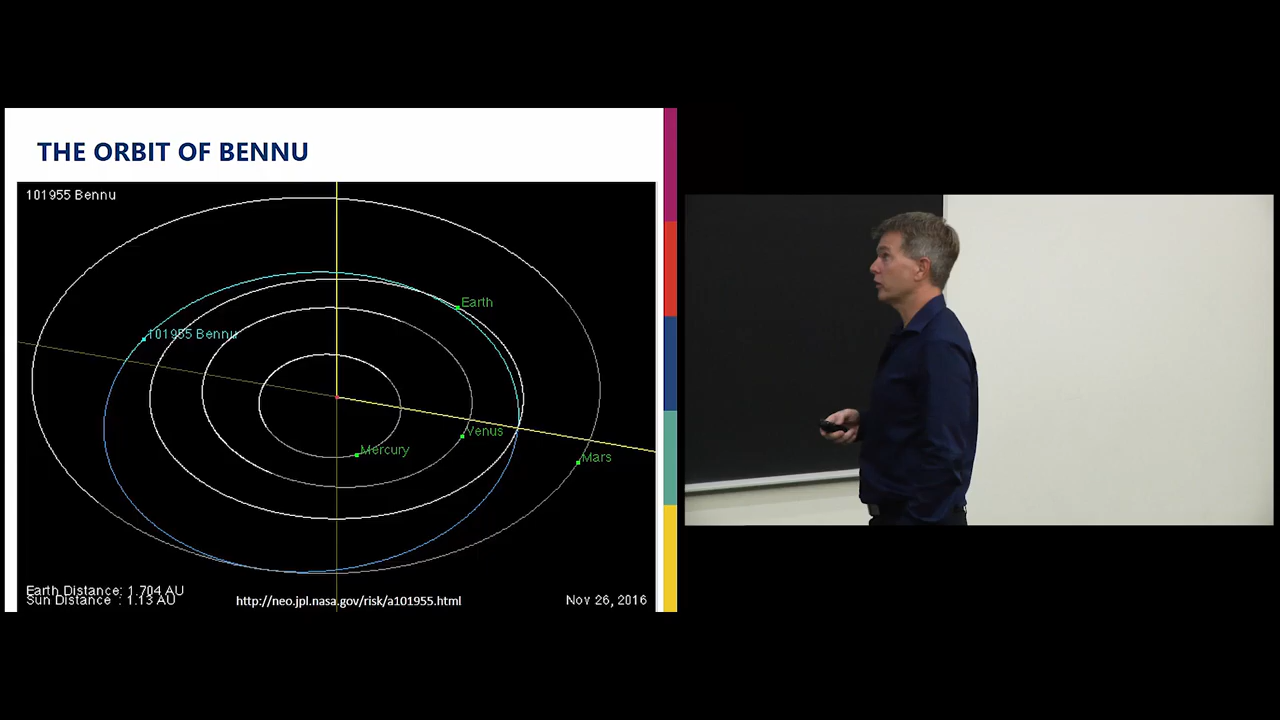 THE ORBIT OF BENNU
101955 Bennu
Earth
101955 Bennu
Venus
Mercury
Mars
Earth Distance: 1.704 AU
Sun Distance : 1.13 AU
http://neo.jpl.nasa.gov/risk/a101955.html
Nov 26, 2016